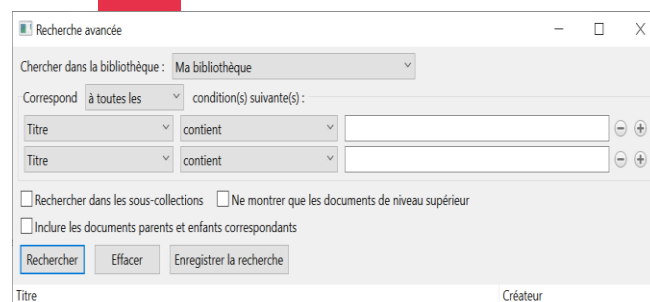 Recherche avancée
Chercher dans la bibliothèque : Ma bibliothèque
Correspond à toutes les condition(s) suivante(s) :
Titre contient
Titre contient
Rechercher dans les sous-collections Ne montrer que les documents de niveau supérieur
Inclure les documents parents et enfants correspondants
Rechercher Effacer Enregistrer la recherche
Titre Créateur